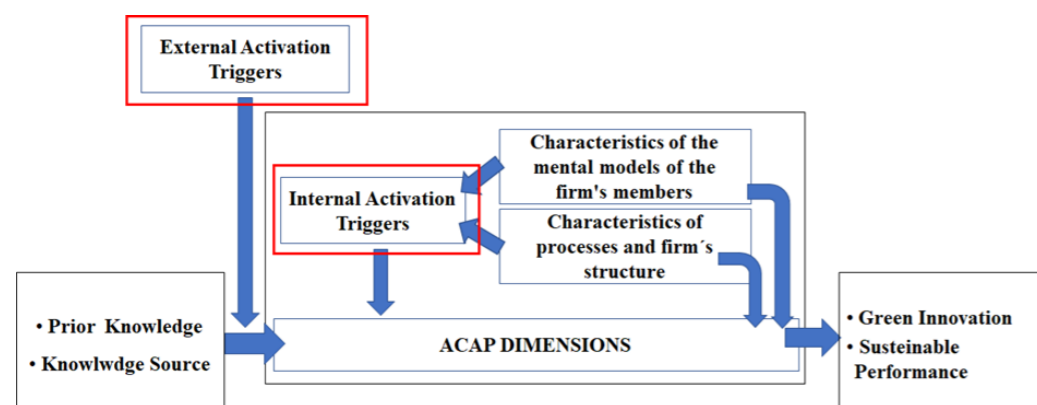 External Activation
Triggers
Characteristics of the
mental models of the
firm's members
Internal Activation
Triggers
Characteristics of
processes and firm´s
structure
• Prior Knowledge
• Knowlwdge Source
ACAP DIMENSIONS
• Green Innovation
• Susteinable
Performance